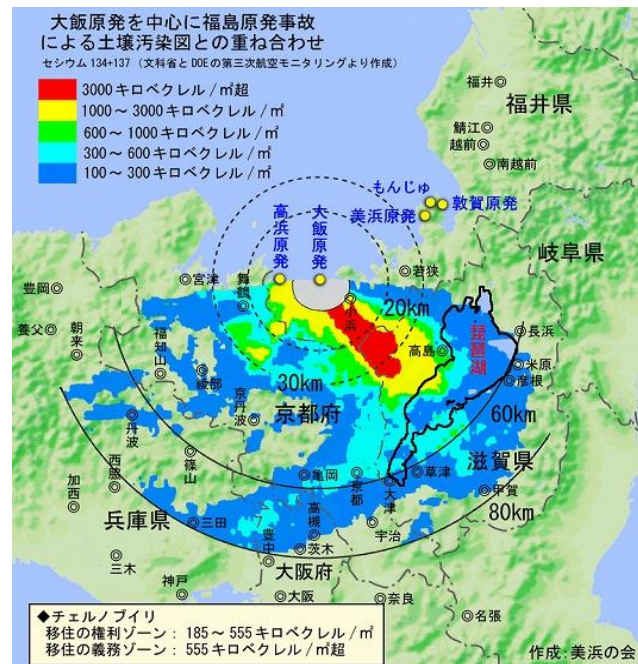 大飯原発を中心に福島原発事故
による土壌汚染図との重ね合わせ
セシウム134+137（文科省とDOEの第三次航空モニタリングより作成）
3000キロベクレル/㎡超
1000～3000キロベクレル/㎡
600～1000キロベクレル/㎡
300～600キロベクレル/㎡
100～300キロベクレル/㎡
福井
福井県
鯖江
越前
南越前
もんじゅ
敦賀原発
美浜原発
高浜原発
大飯原発
岐阜県
豊岡
宮津
舞鶴
若狭
小浜
20km
養父
朝来
福知山
綾部
高島
琵琶湖
長浜
米原
彦根
30km
京丹波
京都府
60km
丹波
篠山
亀岡
京都
大津
草津
滋賀県
甲賀
80km
加西
西脇
兵庫県
三田
高槻
豊中
茨木
宇治
三木
神戸
大阪府
大阪
奈良
名張
◆チェルノブイリ
移住の権利ゾーン：185～555キロベクレル/㎡
移住の義務ゾーン：555キロベクレル/㎡超
作成：美浜の会